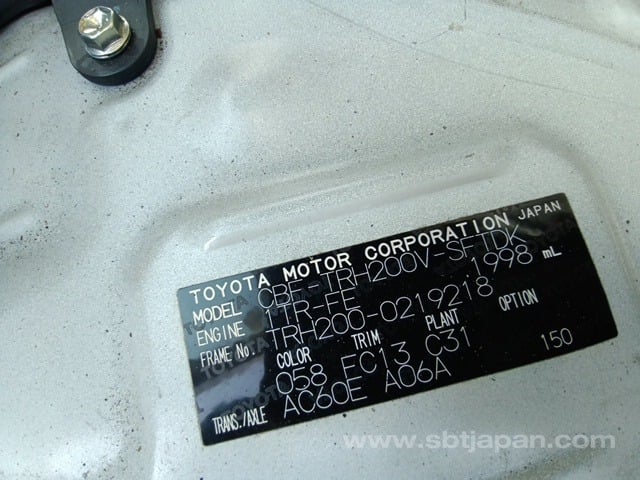 TOYOTA MOTOR CORPORATION JAPAN
MODEL CBF-TRH200V-SFTDK
ENGINE 1TR-FE 1998 mL
FRAME No. TRH200-0219218
COLOR TRIM PLANT OPTION
058 FC13 C31 150
TRANS./AXLE AC60E A06A
www.sbtjapan.com